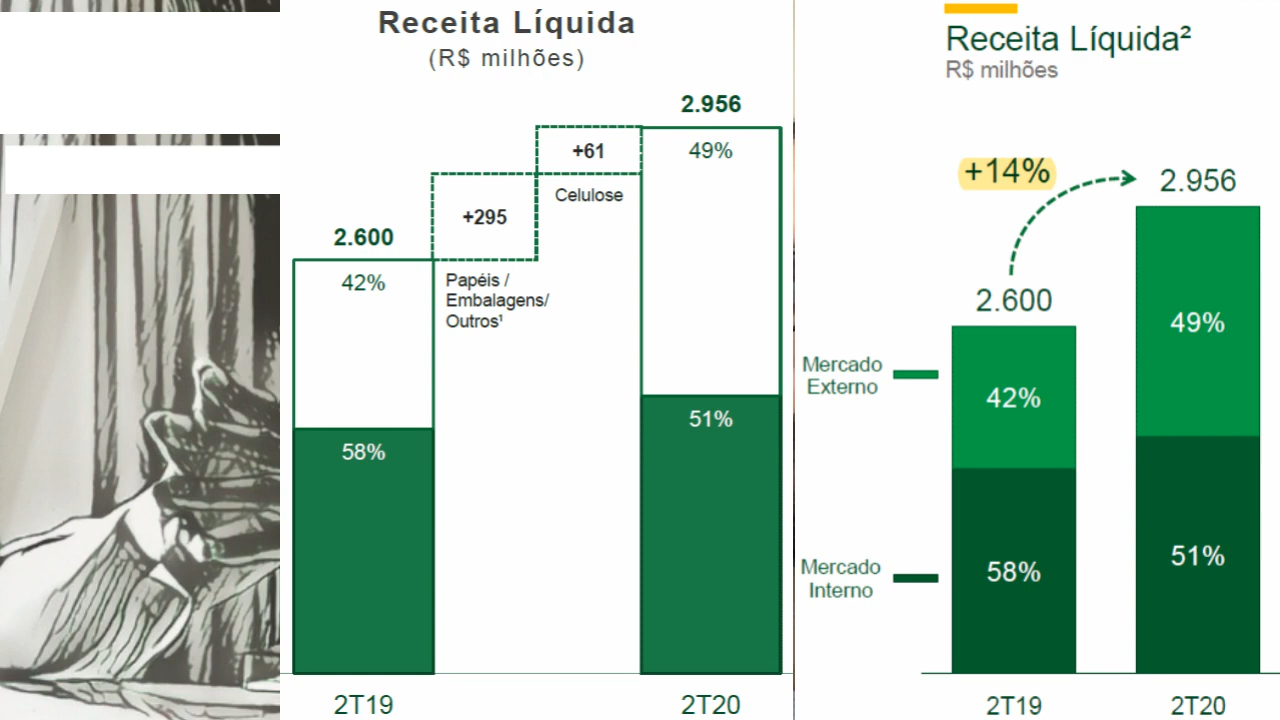 Receita Líquida
(R$ milhões)
2.956
49%
+61
Celulose
+295
2.600
42%
Papéis /
Embalagens/
Outros¹
51%
58%
2T19
2T20
Receita Líquida²
R$ milhões
+14%
2.956
2.600
49%
Mercado
Externo
42%
51%
Mercado
Interno
58%
2T19
2T20